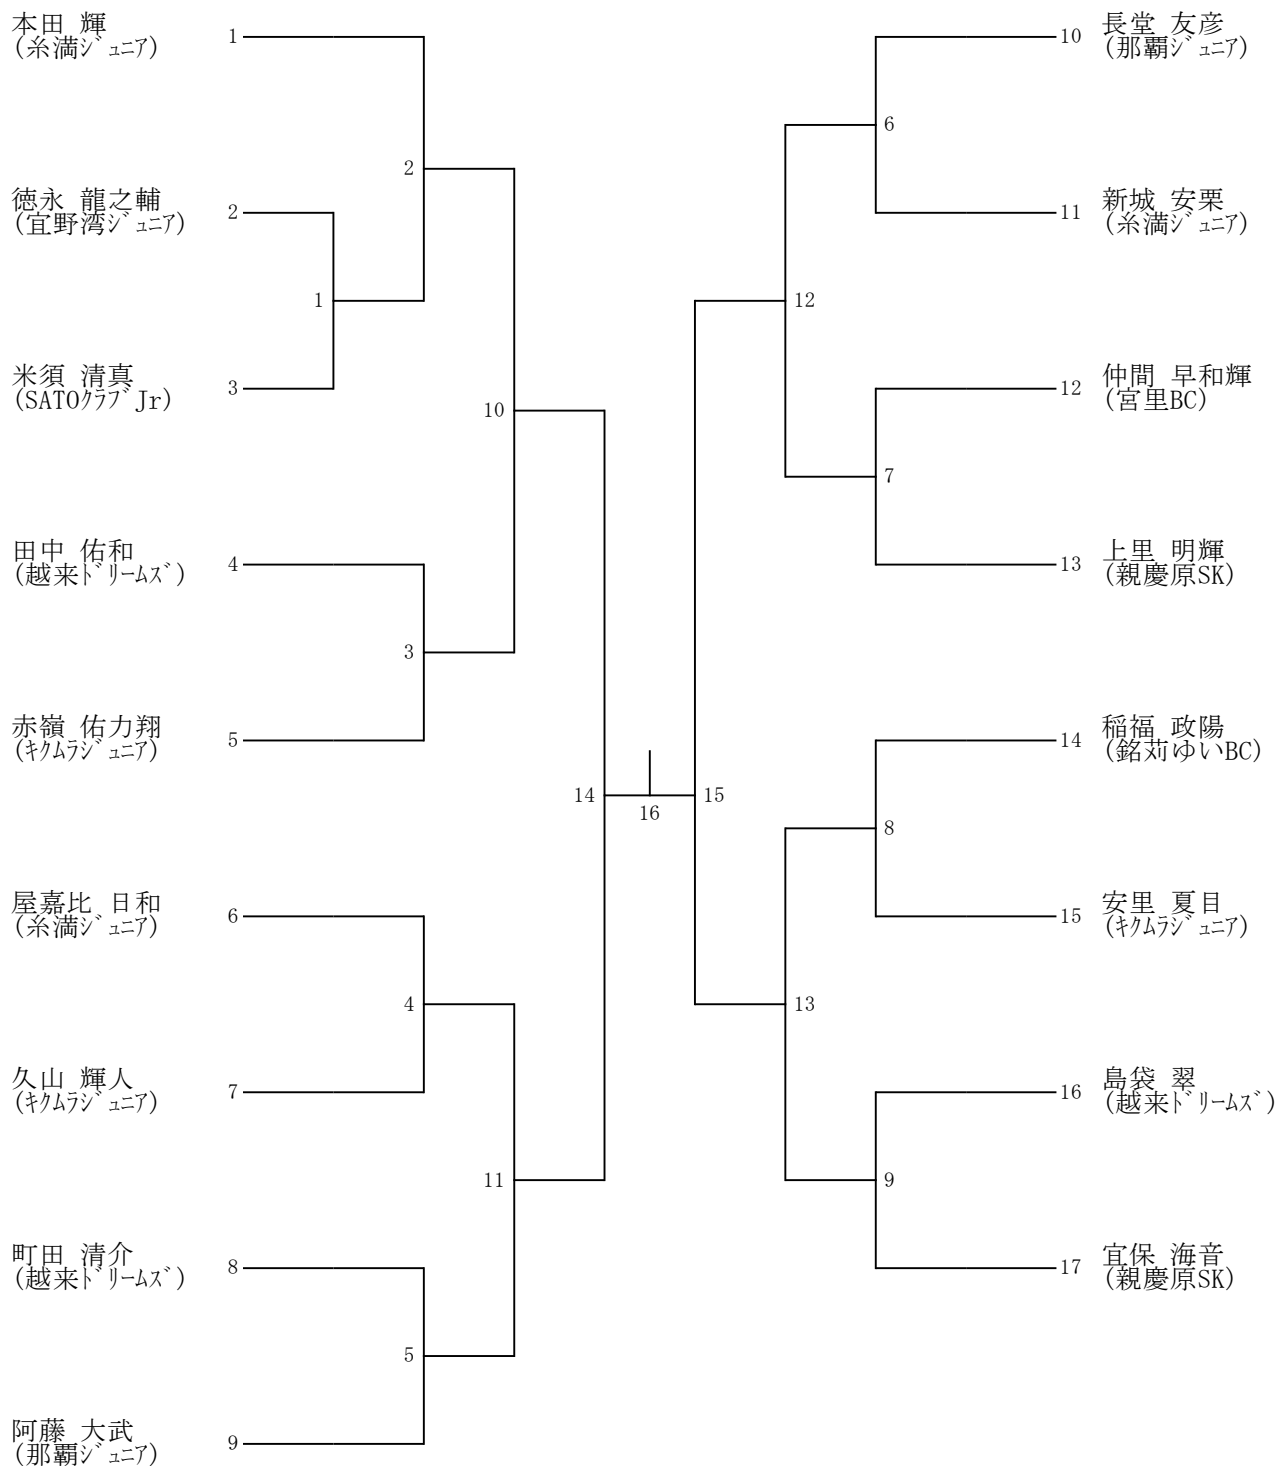 本田 輝
(糸満ｼﾞｭﾆｱ)
1
徳永 龍之輔
(宜野湾ｼﾞｭﾆｱ)
2
米須 清真
(SATOｸﾗﾌﾞJr)
3
田中 佑和
(越来ﾄﾞﾘｰﾑｽﾞ)
4
赤嶺 佑力翔
(ｷｸﾑﾗｼﾞｭﾆｱ)
5
屋嘉比 日和
(糸満ｼﾞｭﾆｱ)
6
久山 輝人
(ｷｸﾑﾗｼﾞｭﾆｱ)
7
町田 清介
(越来ﾄﾞﾘｰﾑｽﾞ)
8
阿藤 大武
(那覇ｼﾞｭﾆｱ)
9
1
2
3
4
5
10
11
14
16
15
12
13
6
7
8
9
10
長堂 友彦
(那覇ｼﾞｭﾆｱ)
11
新城 安栗
(糸満ｼﾞｭﾆｱ)
12
仲間 早和輝
(宮里BC)
13
上里 明輝
(親慶原SK)
14
稲福 政陽
(銘苅ゆいBC)
15
安里 夏目
(ｷｸﾑﾗｼﾞｭﾆｱ)
16
島袋 翠
(越来ﾄﾞﾘｰﾑｽﾞ)
17
宜保 海音
(親慶原SK)